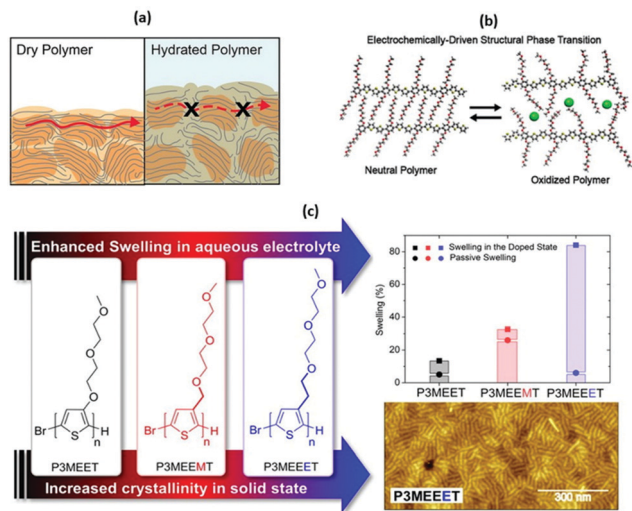 (a)
Dry Polymer
Hydrated Polymer
X
X
(b)
Electrochemically-Driven Structural Phase Transition
Neutral Polymer
Oxidized Polymer
(c)
Enhanced Swelling in aqueous electrolyte
O
O
O
O
O
O
O
O
O
Br
S
H
n
P3MEET
Br
S
H
n
P3MEEMT
Br
S
H
n
P3MEEET
Increased crystallinity in solid state
Swelling (%)
80
60
40
20
0
Swelling in the Doped State
Passive Swelling
P3MEET
P3MEEMT
P3MEEET
P3MEEET
300 nm